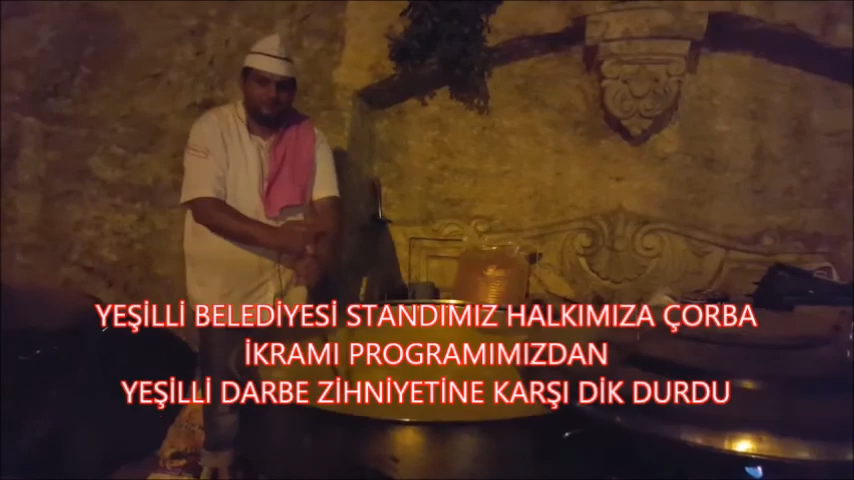 YEŞİLLİ BELEDİYESİ STANDIMIZ HALKIMIZA ÇORBA
İKRAMI PROGRAMIMIZDAN
YEŞİLLİ DARBE ZİHNİYETİNE KARŞI DİK DURDU